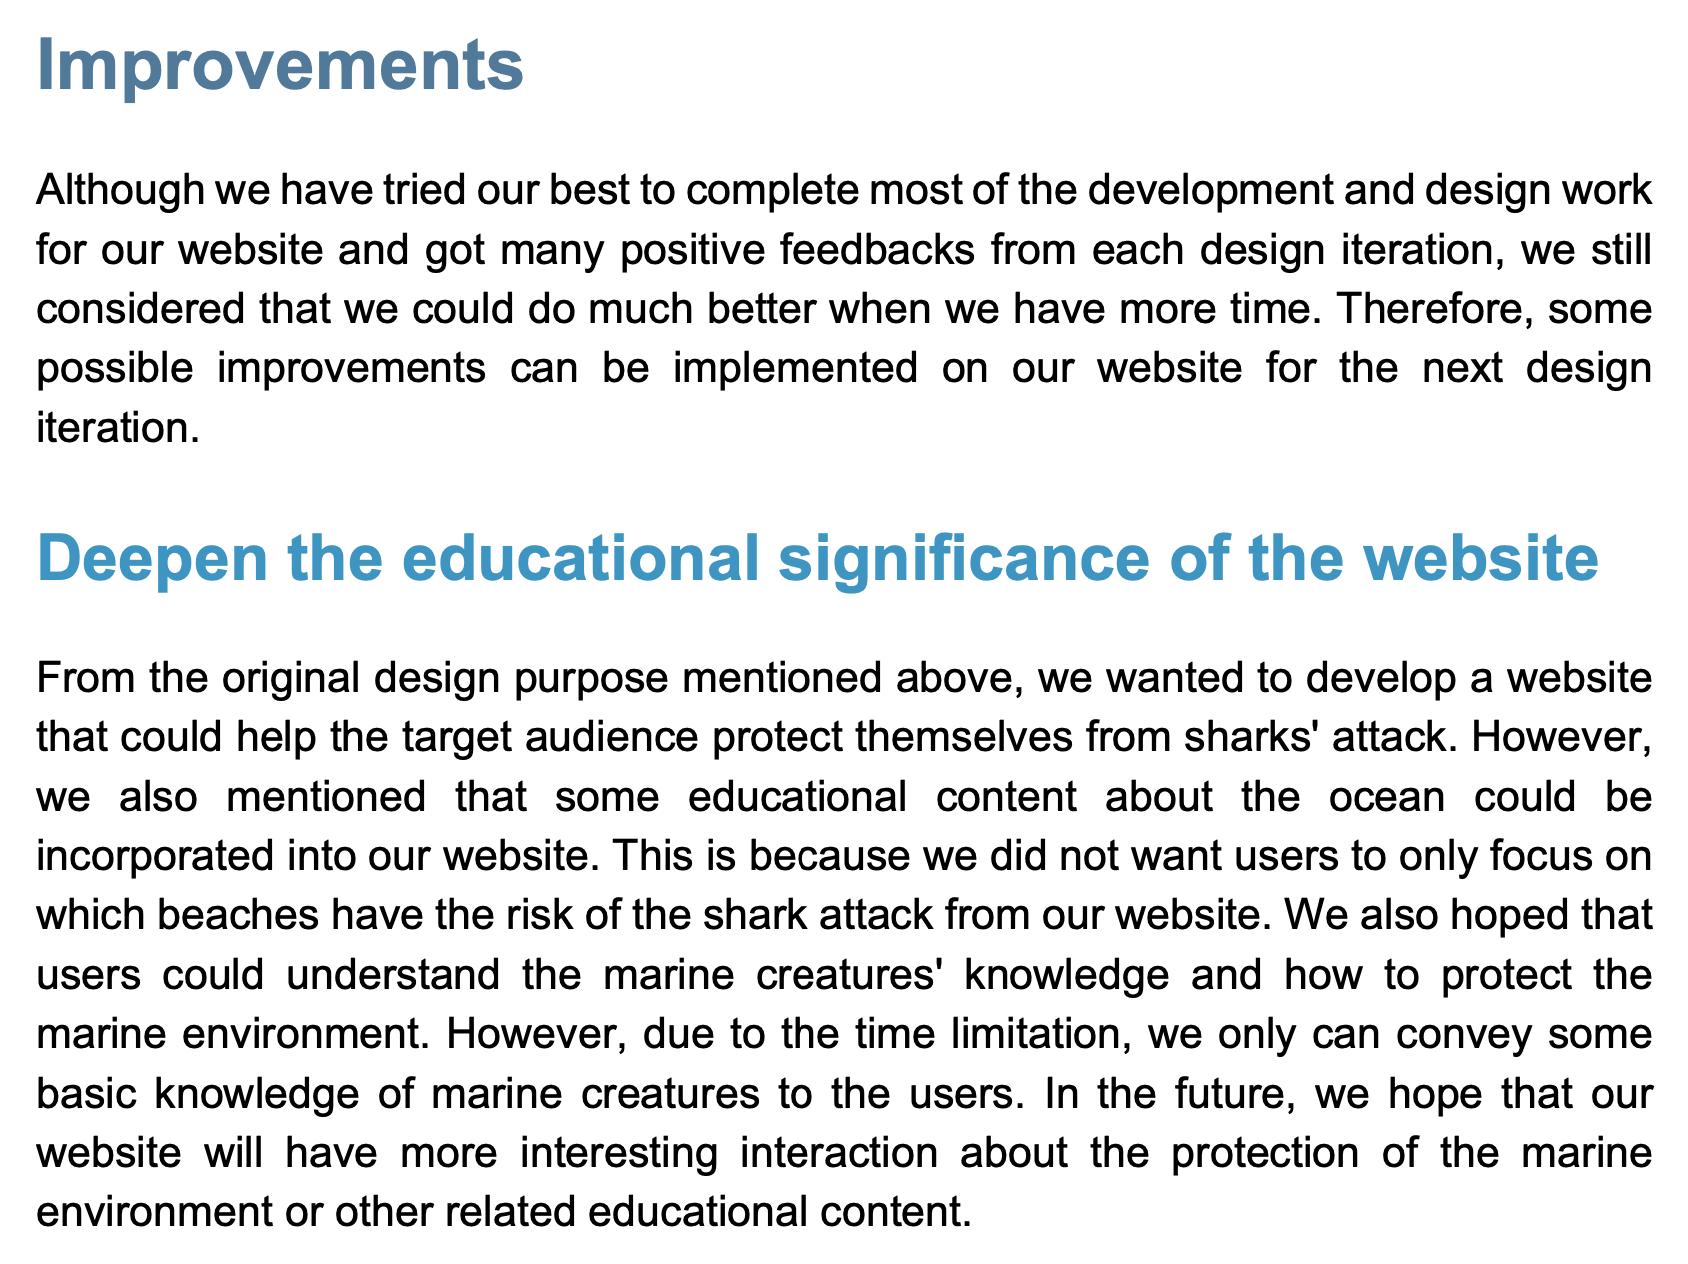 Improvements
Although we have tried our best to complete most of the development and design work
for our website and got many positive feedbacks from each design iteration, we still
considered that we could do much better when we have more time. Therefore, some
possible improvements can be implemented on our website for the next design
iteration.
Deepen the educational significance of the website
From the original design purpose mentioned above, we wanted to develop a website
that could help the target audience protect themselves from sharks' attack. However,
we also mentioned that some educational content about the ocean could be
incorporated into our website. This is because we did not want users to only focus on
which beaches have the risk of the shark attack from our website. We also hoped that
users could understand the marine creatures' knowledge and how to protect the
marine environment. However, due to the time limitation, we only can convey some
basic knowledge of marine creatures to the users. In the future, we hope that our
website will have more interesting interaction about the protection of the marine
environment or other related educational content.